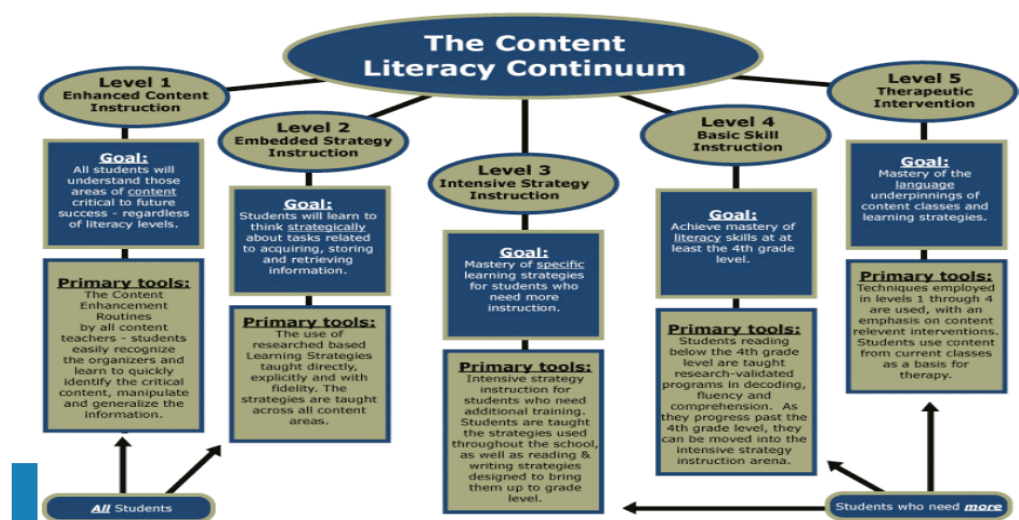 The Content
Literacy Continuum
Level 1
Enhanced Content
Instruction
Goal:
All students will
understand those
areas of content
critical to future
success - regardless
of literacy levels.
Primary tools:
The Content
Enhancement
Routines
by all content
teachers - students
easily recognize
the organizers and
learn to quickly
identify the critical
content, manipulate
and generalize the
information.
Level 2
Embedded Strategy
Instruction
Goal:
Students will learn to
think strategically
about tasks related
to acquiring, storing
and retrieving
information.
Primary tools:
The use of
researched based
Learning Strategies
taught directly,
explicitly and with
fidelity. The
strategies are taught
across all content
areas.
Level 3
Intensive Strategy
Instruction
Goal:
Mastery of specific
learning strategies
for students who
need more
instruction.
Primary tools:
Intensive strategy
instruction for
students who need
additional training.
Students are taught
the strategies used
throughout the school,
as well as reading &
writing strategies
designed to bring
them up to grade
level.
Level 4
Basic Skill
Instruction
Goal:
Achieve mastery of
literacy skills at at
least the 4th grade
level.
Primary tools:
Students reading
below the 4th grade
level are taught
research-validated
programs in decoding,
fluency and
comprehension. As
they progress past the
4th grade level, they
can be moved into the
intensive strategy
instruction arena.
Level 5
Therapeutic
Intervention
Goal:
Mastery of the
language
underpinnings of
content classes and
learning strategies.
Primary tools:
Techniques employed
in levels 1 through 4
are used, with an
emphasis on content
relevent interventions.
Students use content
from current classes
as a basis for
therapy.
All Students
Students who need more